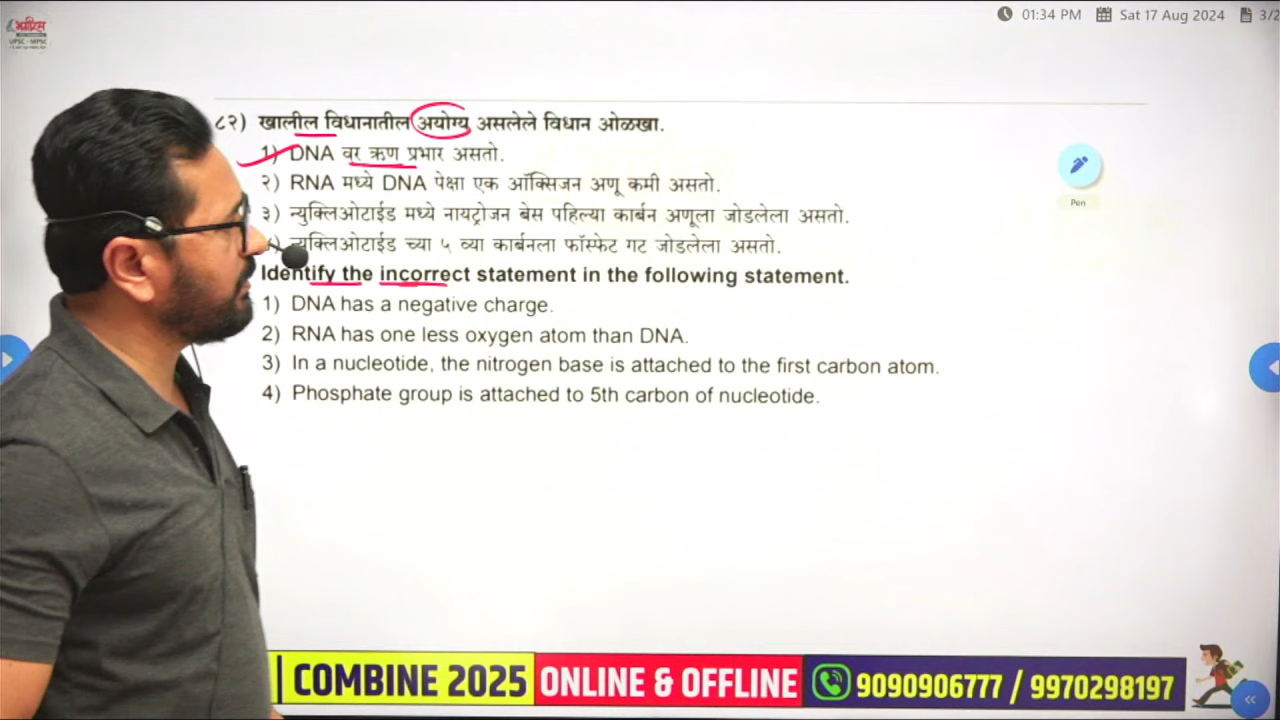 01:34 PM Sat 17 Aug 2024 3/2
UPSC - MPSC
८२) खालील विधानातील अयोग्य असलेले विधान ओळखा.
1) DNA वर ऋण प्रभार असतो.
२) RNA मध्ये DNA पेक्षा एक ऑक्सिजन अणू कमी असतो.
३) न्युक्लिओटाईड मध्ये नायट्रोजन बेस पहिल्या कार्बन अणूला जोडलेला असतो.
न्युक्लिओटाईड च्या ५ व्या कार्बनला फॉस्फेट गट जोडलेला असतो.
Identify the incorrect statement in the following statement.
1) DNA has a negative charge.
2) RNA has one less oxygen atom than DNA.
3) In a nucleotide, the nitrogen base is attached to the first carbon atom.
4) Phosphate group is attached to 5th carbon of nucleotide.
Pen
COMBINE 2025 ONLINE & OFFLINE 9090906777 / 9970298197